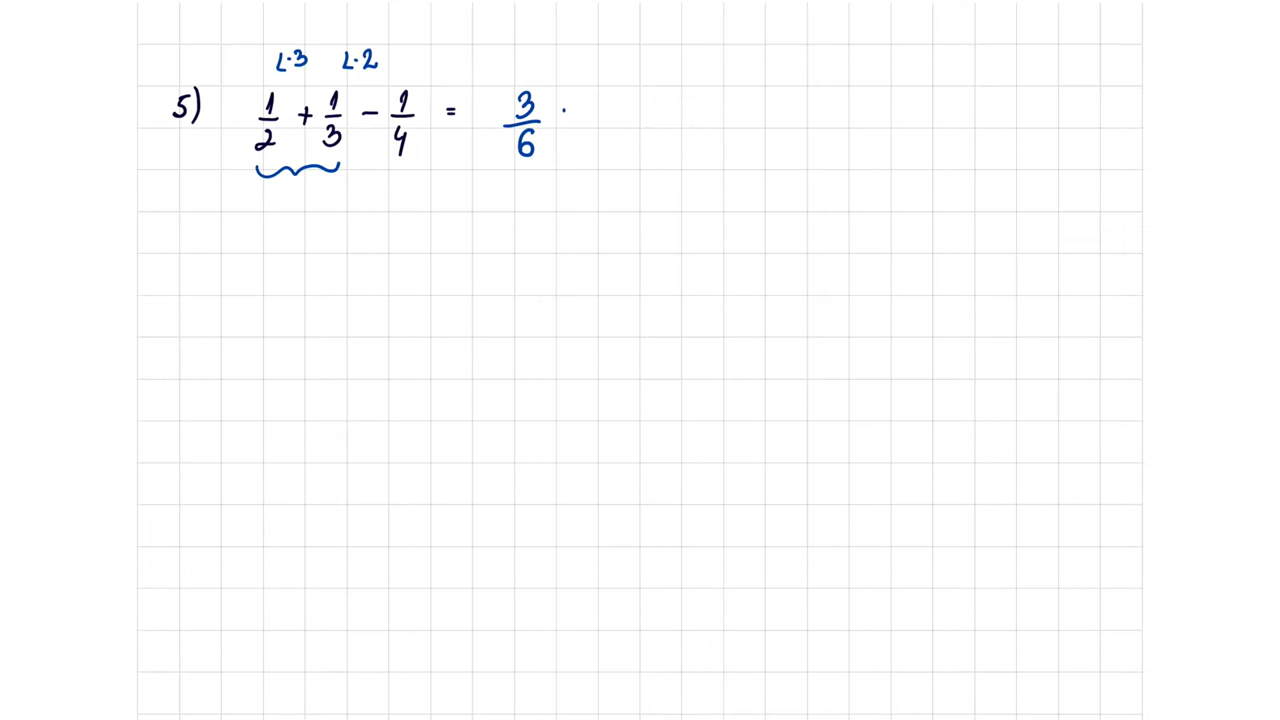 ∟·3 ∟·2
5) 1/2 + 1/3 - 1/4 = 3/6